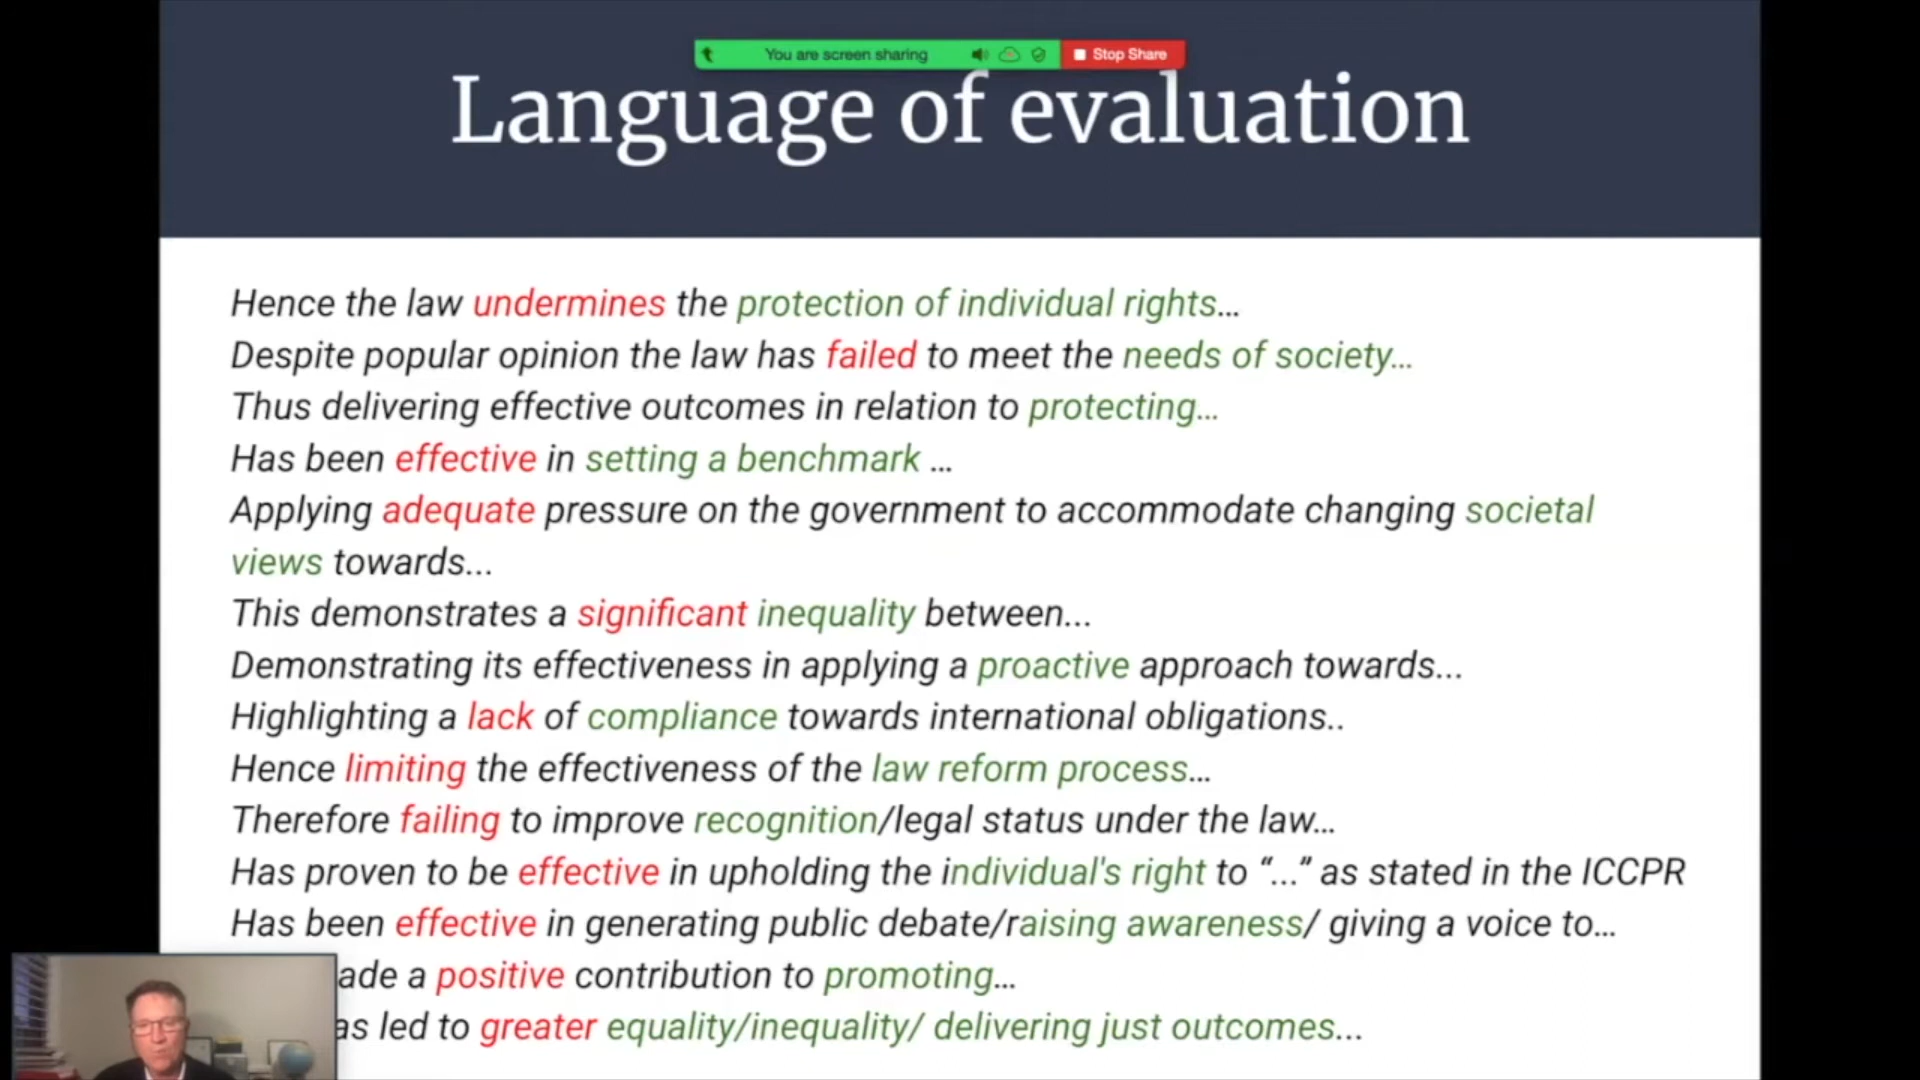 You are screen sharing Stop Share
Language of evaluation
Hence the law undermines the protection of individual rights…
Despite popular opinion the law has failed to meet the needs of society…
Thus delivering effective outcomes in relation to protecting…
Has been effective in setting a benchmark …
Applying adequate pressure on the government to accommodate changing societal
views towards...
This demonstrates a significant inequality between...
Demonstrating its effectiveness in applying a proactive approach towards...
Highlighting a lack of compliance towards international obligations..
Hence limiting the effectiveness of the law reform process…
Therefore failing to improve recognition/legal status under the law…
Has proven to be effective in upholding the individual's right to “...” as stated in the ICCPR
Has been effective in generating public debate/raising awareness/ giving a voice to…
ade a positive contribution to promoting…
as led to greater equality/inequality/ delivering just outcomes...